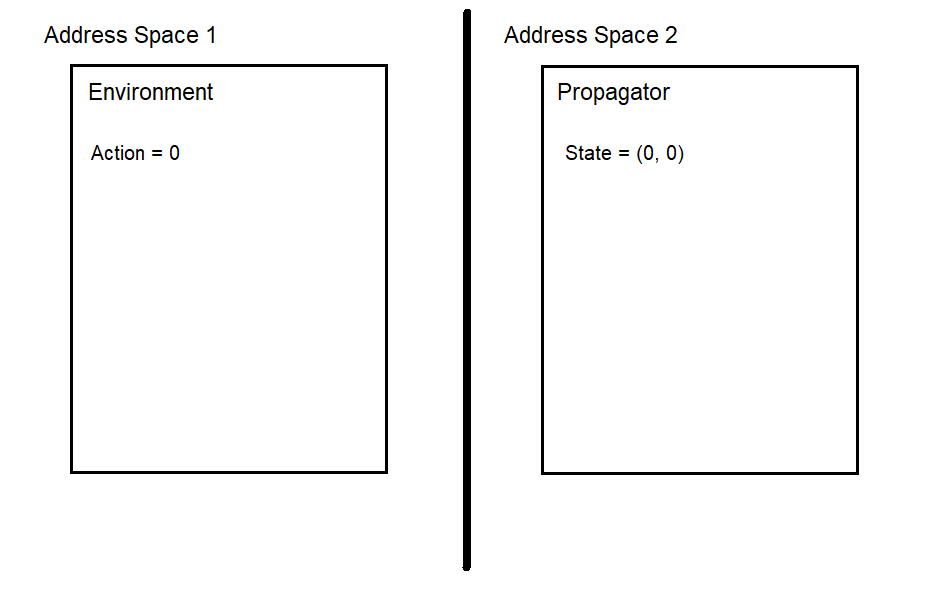 Address Space 1
Environment
Action = 0
Address Space 2
Propagator
State = (0, 0)